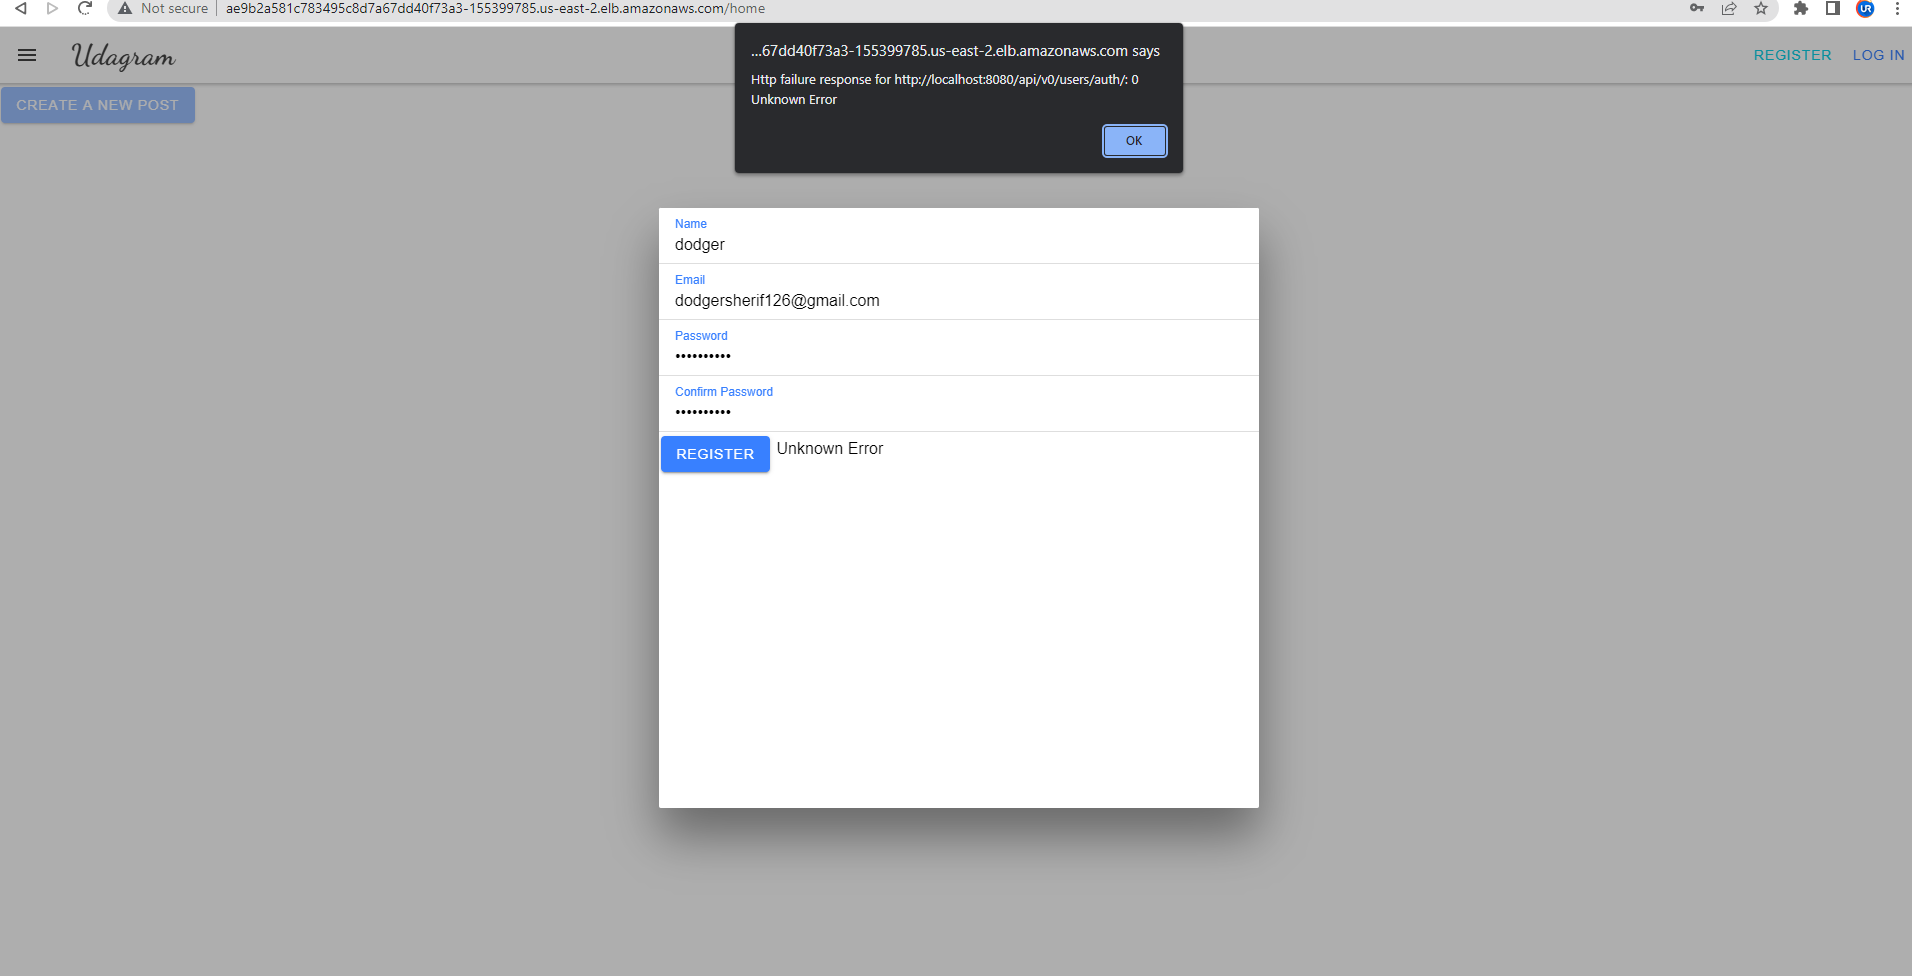 Not secure
ae9b2a581c783495c8d7a67dd40f73a3-155399785.us-east-2.elb.amazonaws.com/home
UR
Udagram
REGISTER
LOG IN
CREATE A NEW POST
...67dd40f73a3-155399785.us-east-2.elb.amazonaws.com says
Http failure response for http://localhost:8080/api/v0/users/auth/: 0
Unknown Error
OK
Name
dodger
Email
dodgersherif126@gmail.com
Password
••••••••••
Confirm Password
••••••••••
REGISTER Unknown Error